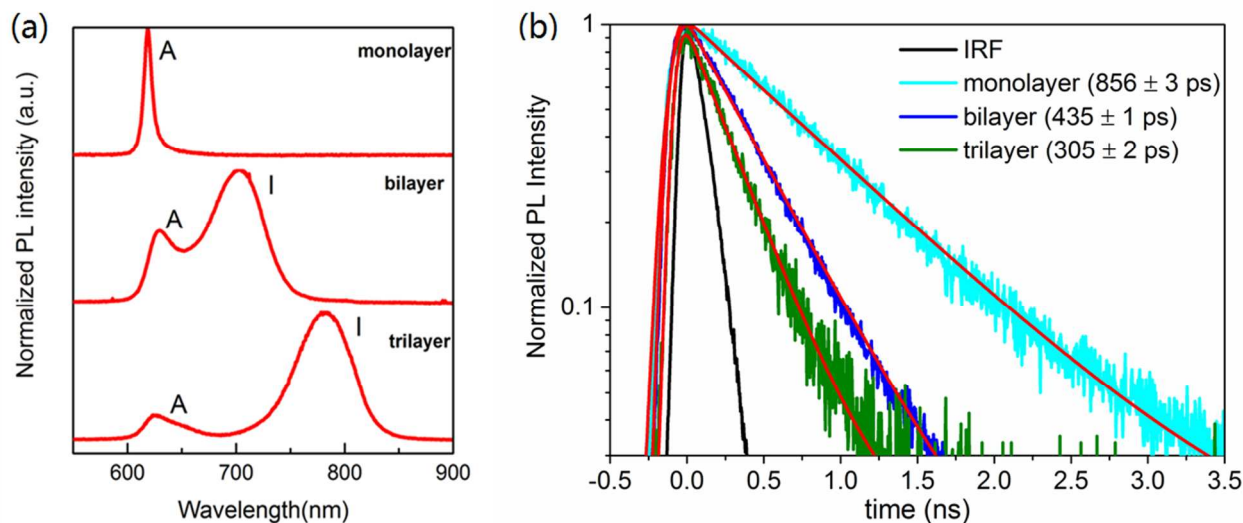 (a)
A
monolayer
bilayer
A
I
trilayer
A
I
Normalized PL intensity (a.u.)
600
700
800
900
Wavelength(nm)
(b)
IRF
monolayer (856 ± 3 ps)
bilayer (435 ± 1 ps)
trilayer (305 ± 2 ps)
Normalized PL Intensity
1
0.1
-0.5
0.0
0.5
1.0
1.5
2.0
2.5
3.0
3.5
time (ns)